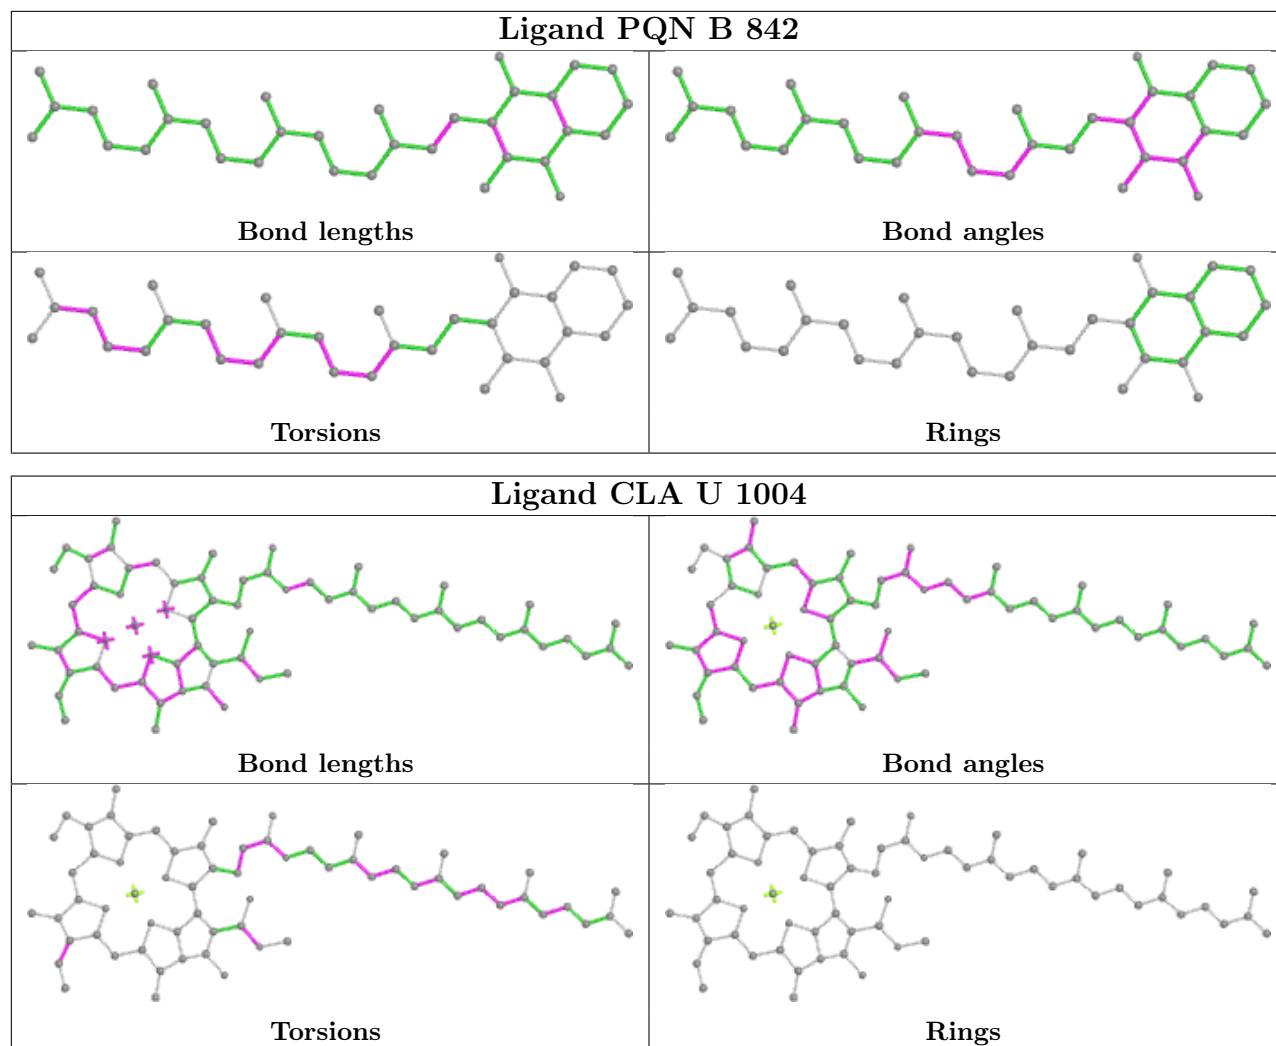 Ligand PQN B 842
Bond lengths
Bond angles
Torsions
Rings
Ligand CLA U 1004
Bond lengths
Bond angles
Torsions
Rings